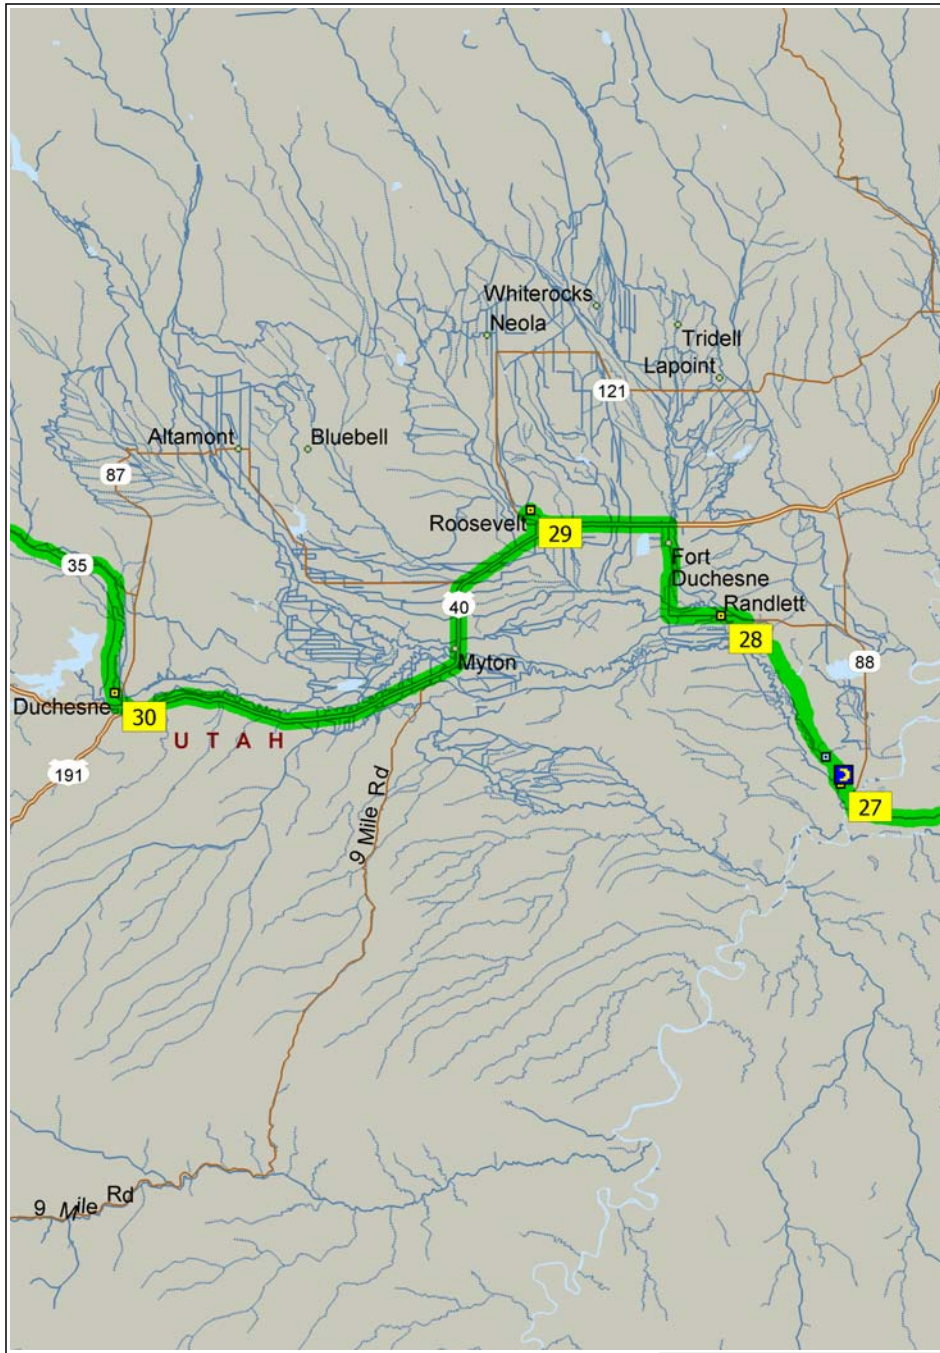 Whiterocks
Neola
Tridell
Lapoint
121
Altamont
Bluebell
87
Roosevelt
29
35
Fort
Duchesne
40
Randlett
28
Myton
88
Duchesne
30
UTAH
191
27
9 Mile Rd
9 Mile Rd